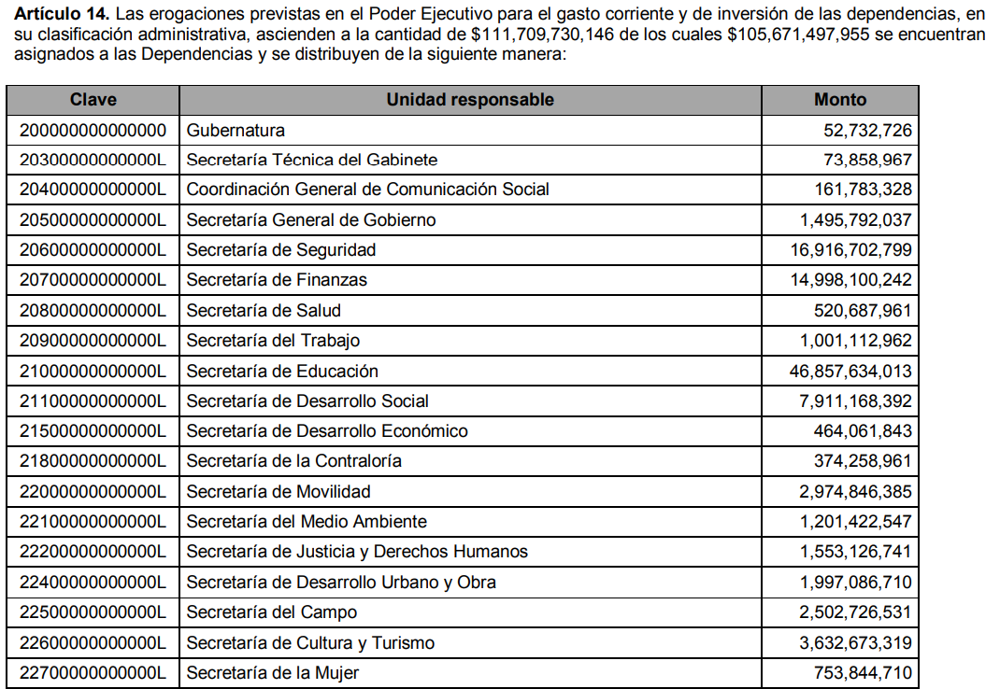 Artículo 14. Las erogaciones previstas en el Poder Ejecutivo para el gasto corriente y de inversión de las dependencias, en
su clasificación administrativa, ascienden a la cantidad de $111,709,730,146 de los cuales $105,671,497,955 se encuentran
asignados a las Dependencias y se distribuyen de la siguiente manera:
Clave Unidad responsable Monto
200000000000000 Gubernatura 52,732,726
20300000000000L Secretaría Técnica del Gabinete 73,858,967
20400000000000L Coordinación General de Comunicación Social 161,783,328
20500000000000L Secretaría General de Gobierno 1,495,792,037
20600000000000L Secretaría de Seguridad 16,916,702,799
20700000000000L Secretaría de Finanzas 14,998,100,242
20800000000000L Secretaría de Salud 520,687,961
20900000000000L Secretaría del Trabajo 1,001,112,962
21000000000000L Secretaría de Educación 46,857,634,013
21100000000000L Secretaría de Desarrollo Social 7,911,168,392
21500000000000L Secretaría de Desarrollo Económico 464,061,843
21800000000000L Secretaría de la Contraloría 374,258,961
22000000000000L Secretaría de Movilidad 2,974,846,385
22100000000000L Secretaría del Medio Ambiente 1,201,422,547
22200000000000L Secretaría de Justicia y Derechos Humanos 1,553,126,741
22400000000000L Secretaría de Desarrollo Urbano y Obra 1,997,086,710
22500000000000L Secretaría del Campo 2,502,726,531
22600000000000L Secretaría de Cultura y Turismo 3,632,673,319
22700000000000L Secretaría de la Mujer 753,844,710